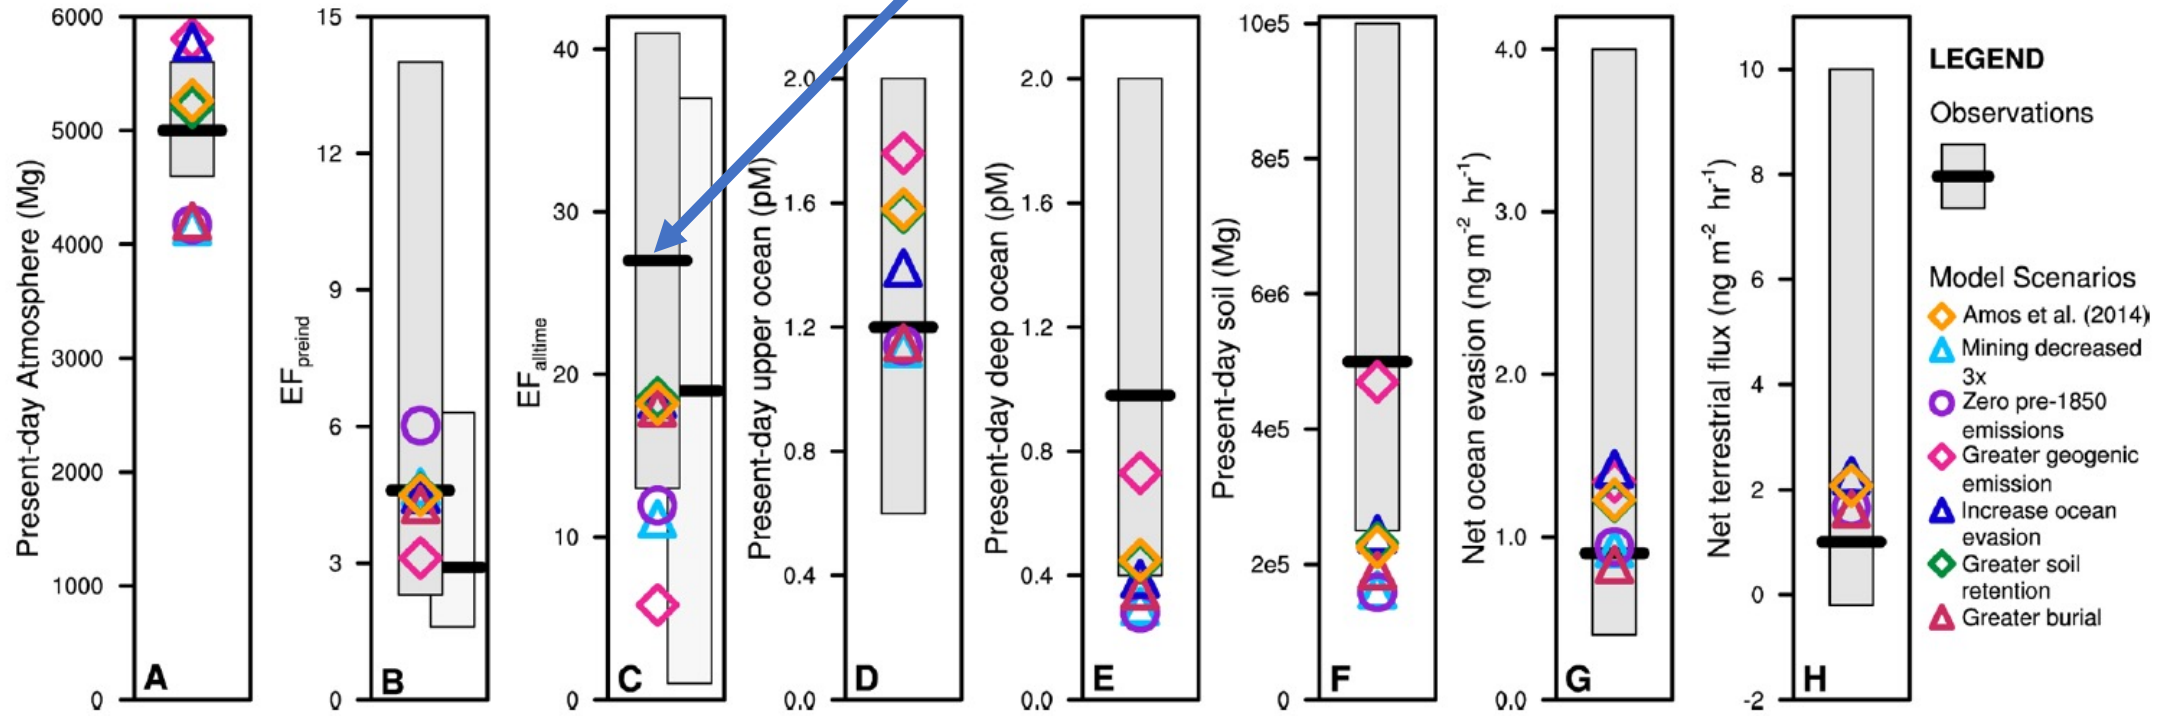 Present-day Atmosphere (Mg)
6000
5000
4000
3000
2000
1000
0
A
EFpreind
15
12
9
6
3
0
B
EFalltime
40
30
20
10
0
C
Present-day upper ocean (pM)
2.0
1.6
1.2
0.8
0.4
0.0
D
Present-day deep ocean (pM)
2.0
1.6
1.2
0.8
0.4
0.0
E
Present-day soil (Mg)
10e5
8e5
6e6
4e5
2e5
0
F
Net ocean evasion (ng m-2 hr-1)
4.0
3.0
2.0
1.0
0.0
G
Net terrestrial flux (ng m-2 hr-1)
10
8
6
4
2
0
-2
H
LEGEND
Observations
Model Scenarios
Amos et al. (2014)
Mining decreased
3x
Zero pre-1850
emissions
Greater geogenic
emission
Increase ocean
evasion
Greater soil
retention
Greater burial